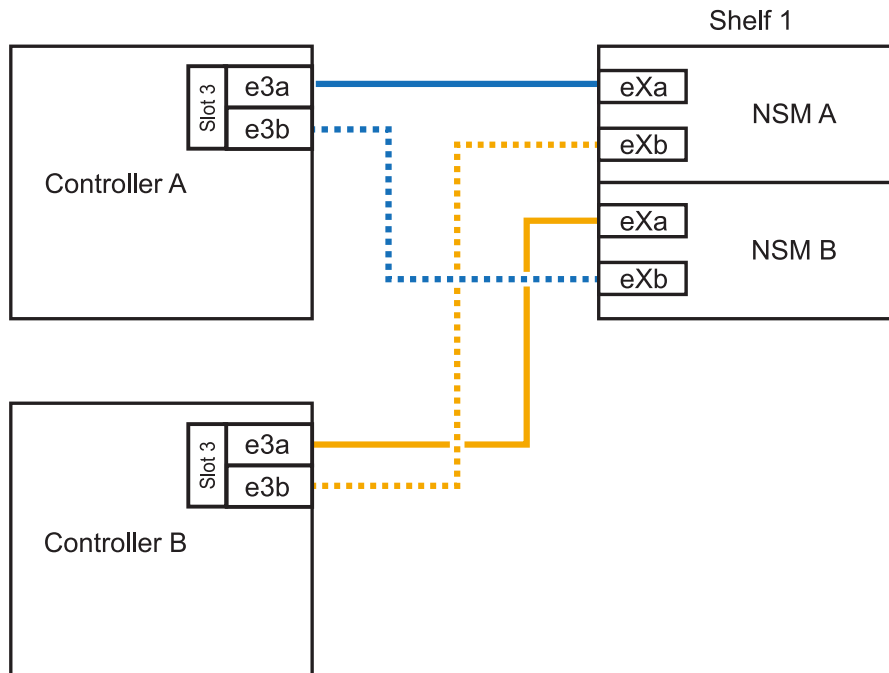 Shelf 1
Slot 3
e3a
e3b
Controller A
eXa
eXb
NSM A
eXa
eXb
NSM B
Slot 3
e3a
e3b
Controller B